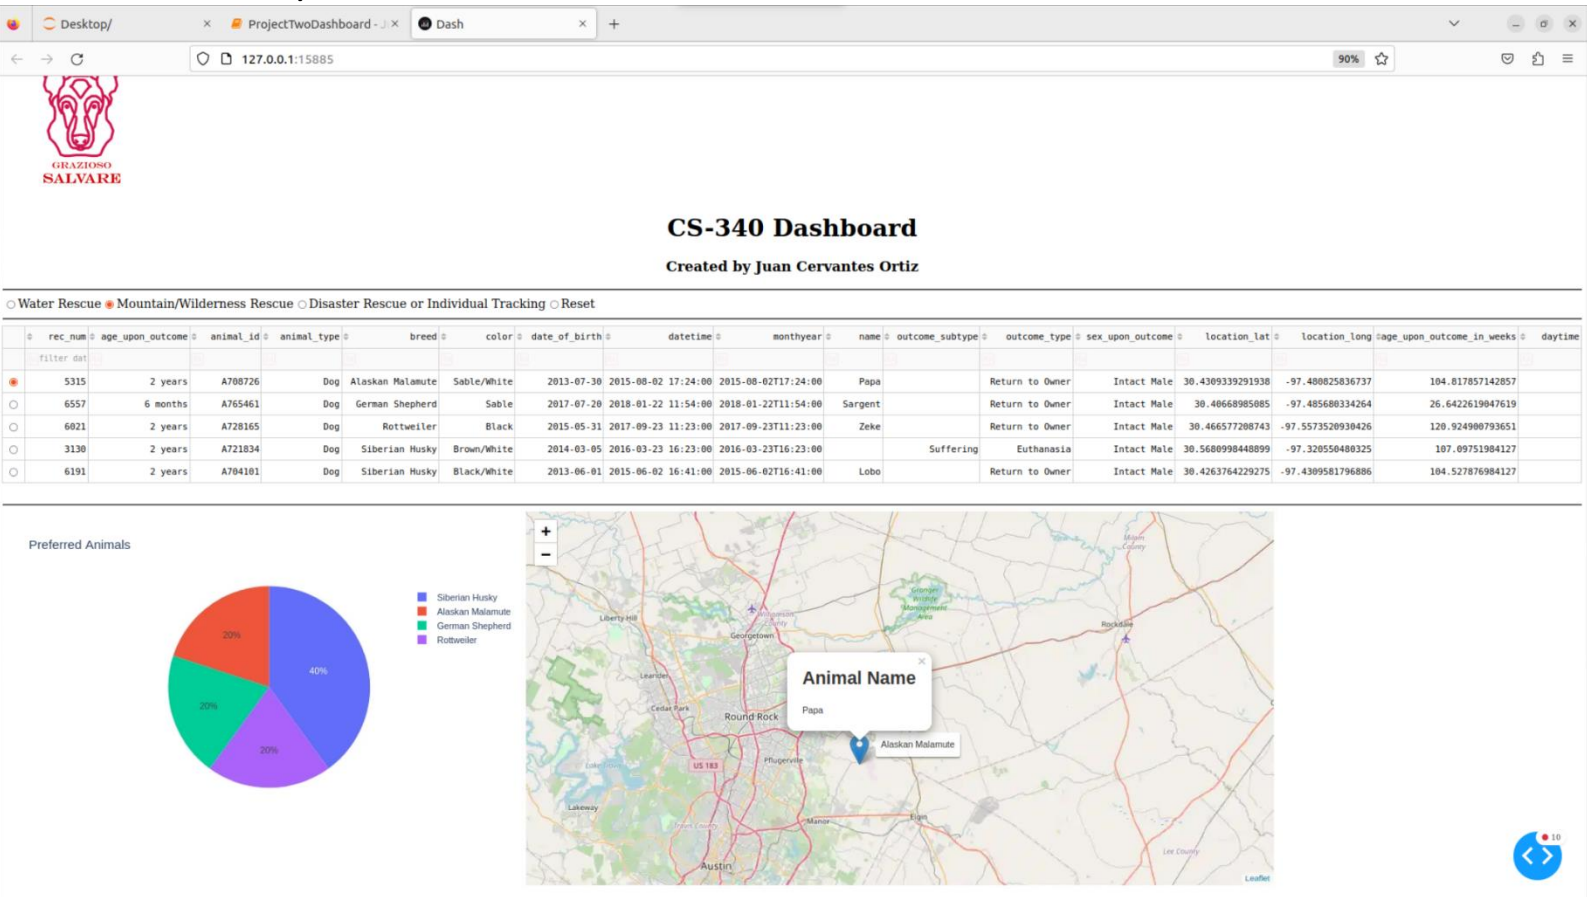 Desktop/ ProjectTwoDashboard - J Dash
127.0.0.1:15885 90%
GRAZIOSO
SALVARE
CS-340 Dashboard
Created by Juan Cervantes Ortiz
Water Rescue Mountain/Wilderness Rescue Disaster Rescue or Individual Tracking Reset
rec_num age_upon_outcome animal_id animal_type breed color date_of_birth datetime monthyear name outcome_subtype outcome_type sex_upon_outcome location_lat location_long age_upon_outcome_in_weeks daytime
filter dat
5315 2 years A708726 Dog Alaskan Malamute Sable/White 2013-07-30 2015-08-02 17:24:00 2015-08-02T17:24:00 Papa Return to Owner Intact Male 30.4309339291938 -97.480825836737 104.817857142857
6557 6 months A765461 Dog German Shepherd Sable 2017-07-20 2018-01-22 11:54:00 2018-01-22T11:54:00 Sargent Return to Owner Intact Male 30.40668985085 -97.485680334264 26.6422619047619
6021 2 years A728165 Dog Rottweiler Black 2015-05-31 2017-09-23 11:23:00 2017-09-23T11:23:00 Zeke Return to Owner Intact Male 30.466577208743 -97.5573520930426 120.924900793651
3130 2 years A721834 Dog Siberian Husky Brown/White 2014-03-05 2016-03-23 16:23:00 2016-03-23T16:23:00 Suffering Euthanasia Intact Male 30.5680998448899 -97.320550480325 107.09751984127
6191 2 years A704101 Dog Siberian Husky Black/White 2013-06-01 2015-06-02 16:41:00 2015-06-02T16:41:00 Lobo Return to Owner Intact Male 30.4263764229275 -97.4309581796886 104.527876984127
Preferred Animals
Siberian Husky
Alaskan Malamute
German Shepherd
Rottweiler
20%
40%
20%
20%
+
−
Milam
County
Granger
Wildlife
Management
Area
Liberty Hill
Williamson
County
Georgetown
Rockdale
Leander
Animal Name
Cedar Park
Papa
Round Rock
Alaskan Malamute
US 183
Pflugerville
Lakeway
Travis County
Manor
Elgin
Lee County
Austin
Leaflet
10